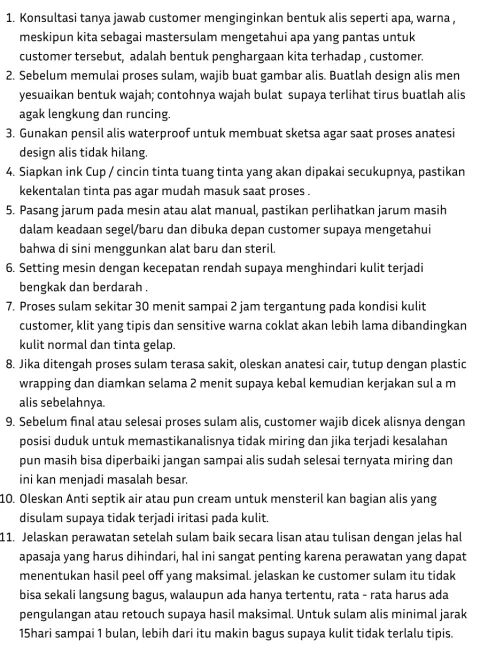 1. Konsultasi tanya jawab customer menginginkan bentuk alis seperti apa, warna ,
meskipun kita sebagai mastersulam mengetahui apa yang pantas untuk
customer tersebut, adalah bentuk penghargaan kita terhadap , customer.
2. Sebelum memulai proses sulam, wajib buat gambar alis. Buatlah design alis men
yesuaikan bentuk wajah; contohnya wajah bulat supaya terlihat tirus buatlah alis
agak lengkung dan runcing.
3. Gunakan pensil alis waterproof untuk membuat sketsa agar saat proses anatesi
design alis tidak hilang.
4. Siapkan ink Cup / cincin tinta tuang tinta yang akan dipakai secukupnya, pastikan
kekentalan tinta pas agar mudah masuk saat proses .
5. Pasang jarum pada mesin atau alat manual, pastikan perlihatkan jarum masih
dalam keadaan segel/baru dan dibuka depan customer supaya mengetahui
bahwa di sini menggunkan alat baru dan steril.
6. Setting mesin dengan kecepatan rendah supaya menghindari kulit terjadi
bengkak dan berdarah .
7. Proses sulam sekitar 30 menit sampai 2 jam tergantung pada kondisi kulit
customer, klit yang tipis dan sensitive warna coklat akan lebih lama dibandingkan
kulit normal dan tinta gelap.
8. Jika ditengah proses sulam terasa sakit, oleskan anatesi cair, tutup dengan plastic
wrapping dan diamkan selama 2 menit supaya kebal kemudian kerjakan sul a m
alis sebelahnya.
9. Sebelum final atau selesai proses sulam alis, customer wajib dicek alisnya dengan
posisi duduk untuk memastikanalisnya tidak miring dan jika terjadi kesalahan
pun masih bisa diperbaiki jangan sampai alis sudah selesai ternyata miring dan
ini kan menjadi masalah besar.
10. Oleskan Anti septik air atau pun cream untuk mensteril kan bagian alis yang
disulam supaya tidak terjadi iritasi pada kulit.
11. Jelaskan perawatan setelah sulam baik secara lisan atau tulisan dengan jelas hal
apasaja yang harus dihindari, hal ini sangat penting karena perawatan yang dapat
menentukan hasil peel off yang maksimal. jelaskan ke customer sulam itu tidak
bisa sekali langsung bagus, walaupun ada hanya tertentu, rata - rata harus ada
pengulangan atau retouch supaya hasil maksimal. Untuk sulam alis minimal jarak
15hari sampai 1 bulan, lebih dari itu makin bagus supaya kulit tidak terlalu tipis.